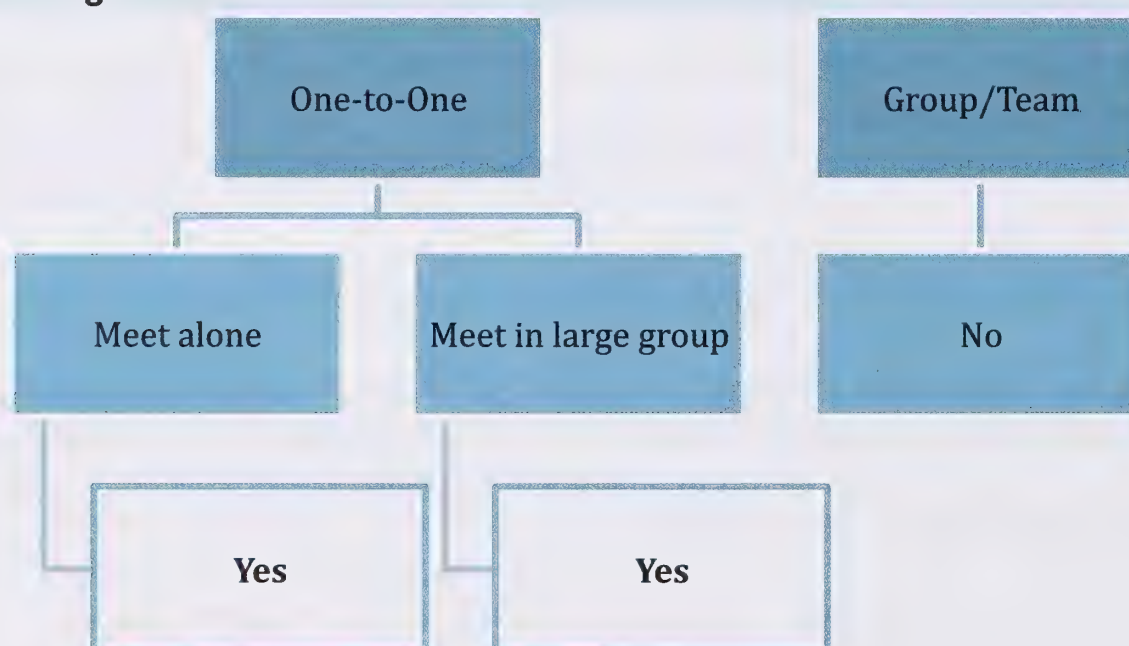 One-to-One
Group/Team
Meet alone
Meet in large group
No
Yes
Yes